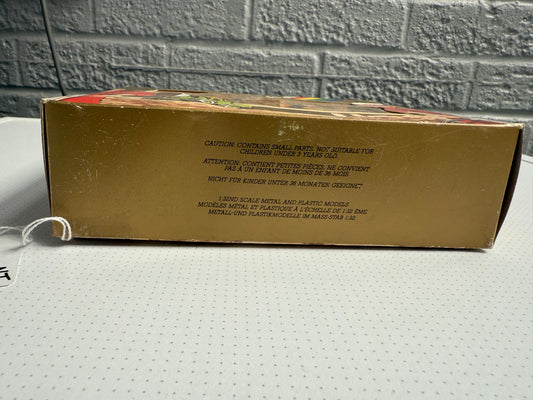 CAUTION: CONTAINS SMALL PARTS, NOT SUITABLE FOR
CHILDREN UNDER 3 YEARS OLD.
ATTENTION: CONTIENT PETITES PIÈCES, NE CONVIENT
PAS A UN ENFANT DE MOINS DE 36 MOIS.
NICHT FÜR KINDER UNTER 36 MONATEN GEEIGNET
1:32ND SCALE METAL AND PLASTIC MODELS.
MODÈLES MÉTAL ET PLASTIQUE A L'ÉCHELLE DE 1:32 ÈME.
METALL-UND PLASTIKMODELLE IM MASS-STAB 1:32